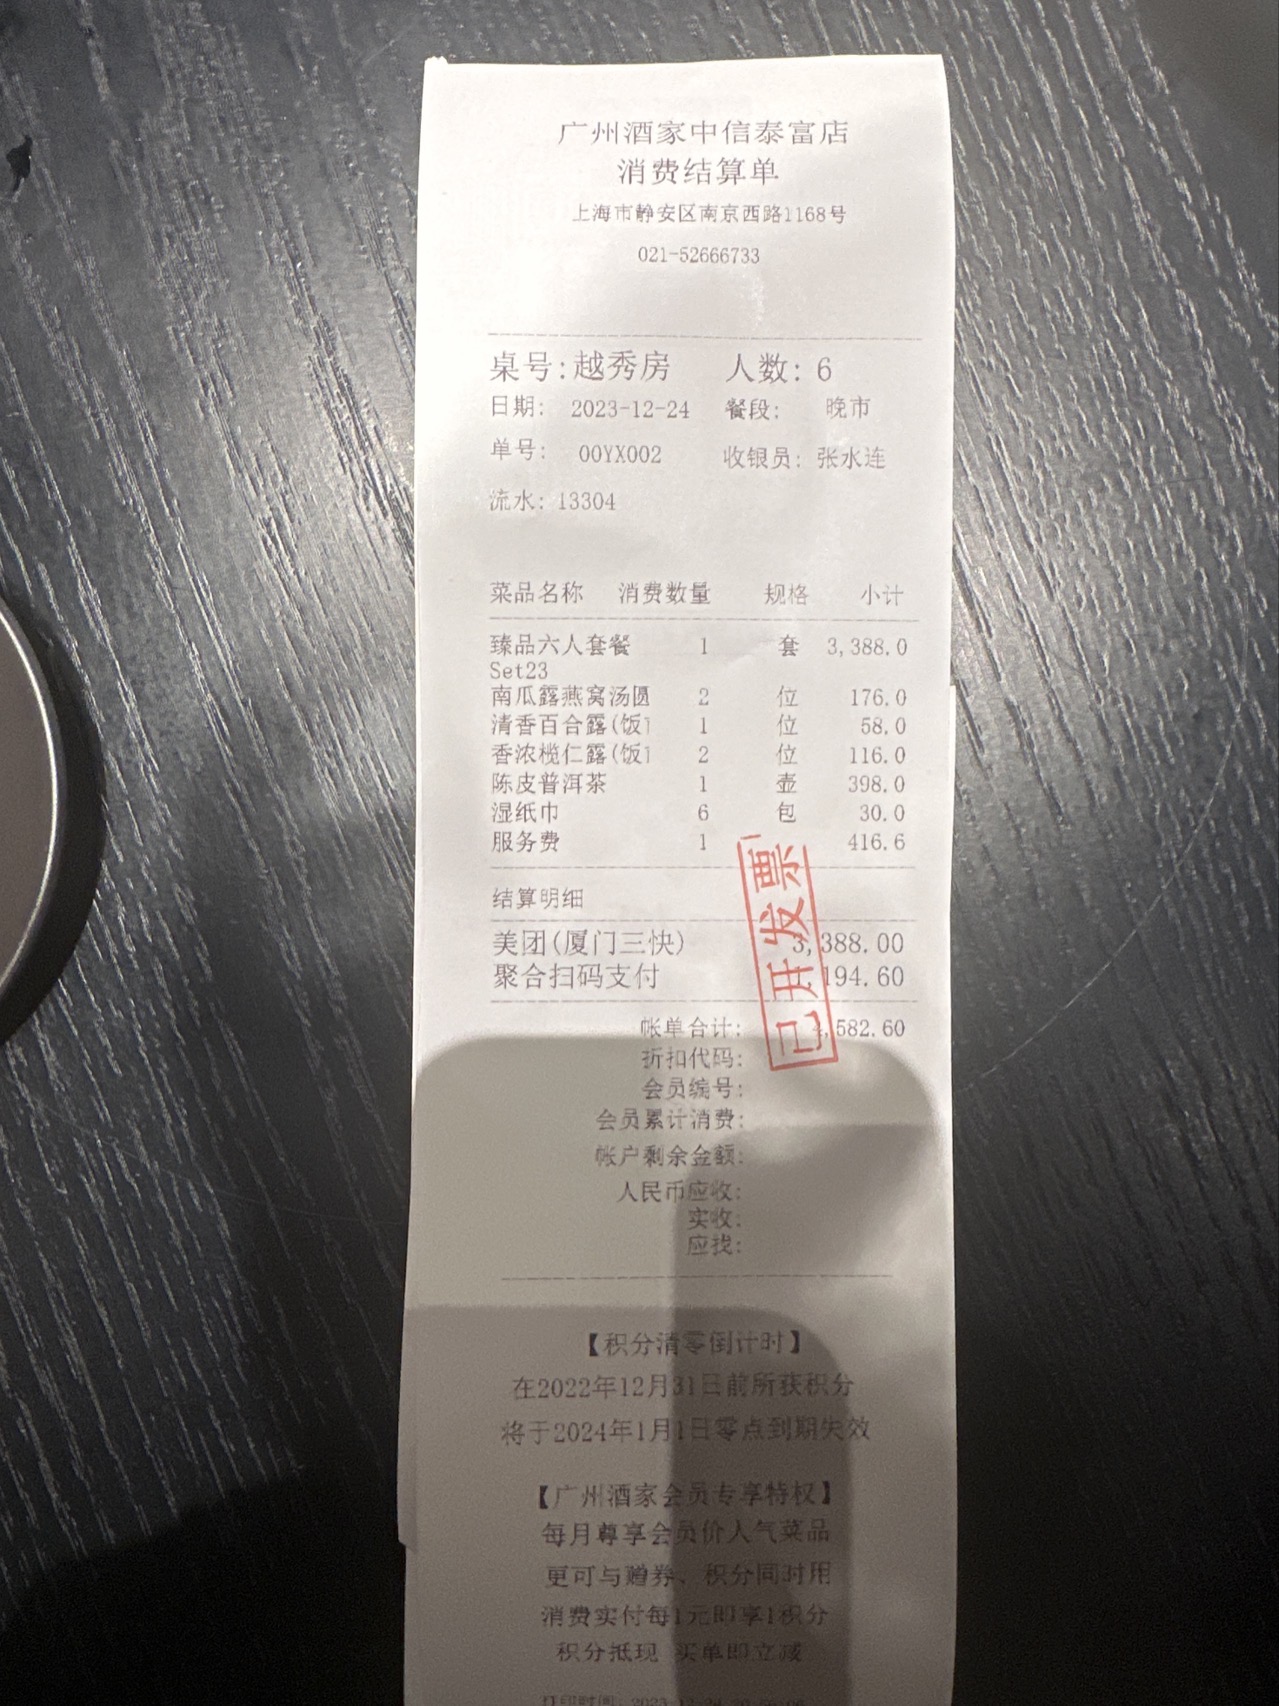 广州酒家中信泰富店
消费结算单
上海市静安区南京西路1168号
021-52666733
桌号:越秀房 人数: 6
日期: 2023-12-24 餐段: 晚市
单号: 00YX002 收银员: 张水连
流水: 13304
菜品名称 消费数量 规格 小计
臻品六人套餐 1 套 3,388.0
Set23
南瓜露燕窝汤圆 2 位 176.0
清香百合露(饭 1 位 58.0
香浓榄仁露(饭 2 位 116.0
陈皮普洱茶 1 壶 398.0
湿纸巾 6 包 30.0
服务费 1 416.6
已开发票
结算明细
美团(厦门三快) 3,388.00
聚合扫码支付 194.60
帐单合计: 4,582.60
折扣代码:
会员编号:
会员累计消费:
帐户剩余金额:
人民币应收:
实收:
应找:
【积分清零倒计时】
在2022年12月31日前所获积分
将于2024年1月1日零点到期失效
【广州酒家会员专享特权】
每月尊享会员价人气菜品
更可与赠券、积分同时用
消费实付每1元即享1积分
积分抵现 买单即立减
打印时间: 2023-12-24